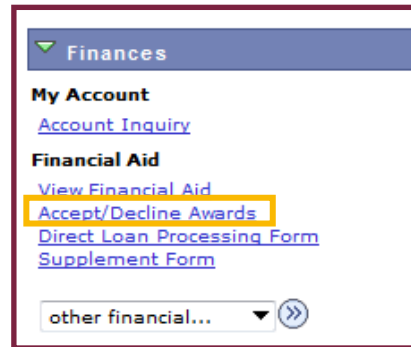 Finances
My Account
Account Inquiry
Financial Aid
View Financial Aid
Accept/Decline Awards
Direct Loan Processing Form
Supplement Form
other financial...